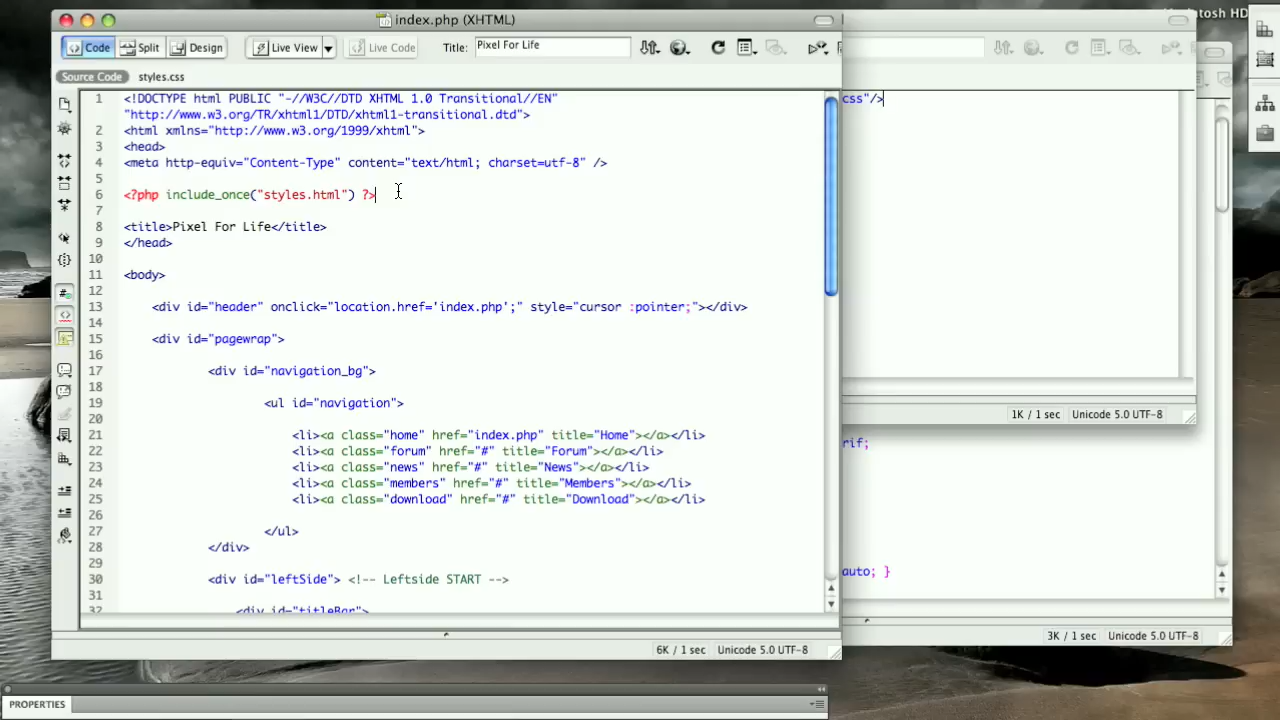 index.php (XHTML)
Macintosh HD
Code Split Design Live View Live Code Title: Pixel For Life
Source Code styles.css
1 <!DOCTYPE html PUBLIC "-//W3C//DTD XHTML 1.0 Transitional//EN"
"http://www.w3.org/TR/xhtml1/DTD/xhtml1-transitional.dtd">
2 <html xmlns="http://www.w3.org/1999/xhtml">
3 <head>
4 <meta http-equiv="Content-Type" content="text/html; charset=utf-8" />
5
6 <?php include_once("styles.html") ?>
7
8 <title>Pixel For Life</title>
9 </head>
10
11 <body>
12
13 <div id="header" onclick="location.href='index.php';" style="cursor :pointer;"></div>
14
15 <div id="pagewrap">
16
17 <div id="navigation_bg">
18
19 <ul id="navigation">
20
21 <li><a class="home" href="index.php" title="Home"></a></li>
22 <li><a class="forum" href="#" title="Forum"></a></li>
23 <li><a class="news" href="#" title="News"></a></li>
24 <li><a class="members" href="#" title="Members"></a></li>
25 <li><a class="download" href="#" title="Download"></a></li>
26
27 </ul>
28 </div>
29
30 <div id="leftSide"> <!-- Leftside START -->
31
32 <div id="titleBar">
6K / 1 sec Unicode 5.0 UTF-8
css"/>
1K / 1 sec Unicode 5.0 UTF-8
rif;
auto; }
3K / 1 sec Unicode 5.0 UTF-8
PROPERTIES